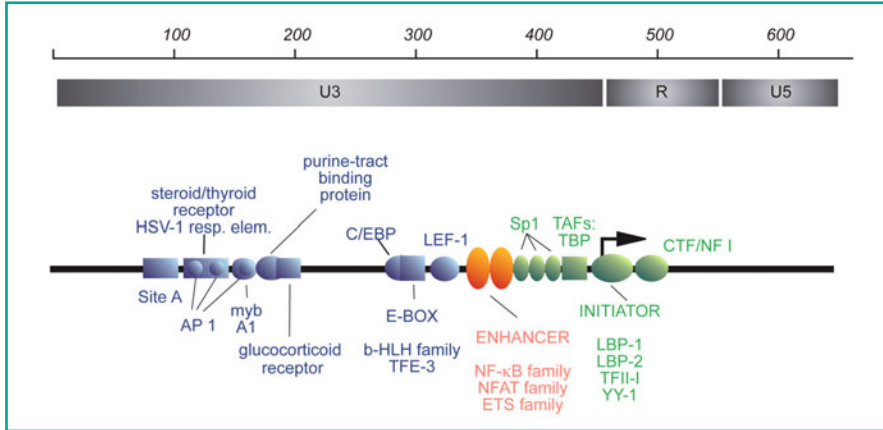 100 200 300 400 500 600
U3 R U5
purine-tract
binding
protein
steroid/thyroid
receptor
HSV-1 resp. elem.
C/EBP
LEF-1
Sp1
TAFs:
TBP
CTF/NF I
Site A
AP 1
myb
A1
glucocorticoid
receptor
E-BOX
b-HLH family
TFE-3
ENHANCER
NF-κB family
NFAT family
ETS family
INITIATOR
LBP-1
LBP-2
TFII-I
YY-1